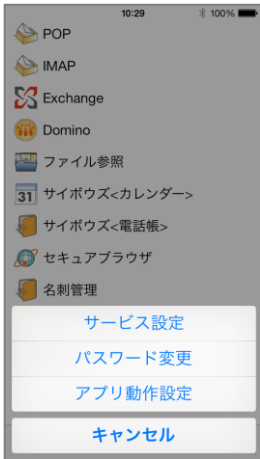 10:29 100%
POP
IMAP
Exchange
Domino
ファイル参照
31 サイボウズ<カレンダー>
サイボウズ<電話帳>
セキュアブラウザ
名刺管理
サービス設定
パスワード変更
アプリ動作設定
キャンセル